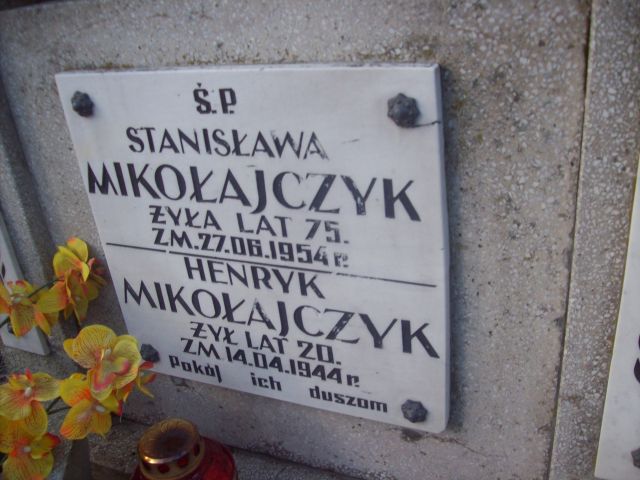 Ś.P.
STANISŁAWA
MIKOŁAJCZYK
ŻYŁA LAT 75.
ZM. 27.06.1954 r.
HENRYK
MIKOŁAJCZYK
ŻYŁ LAT 20.
ZM 14.04.1944 r.
Pokój ich duszom